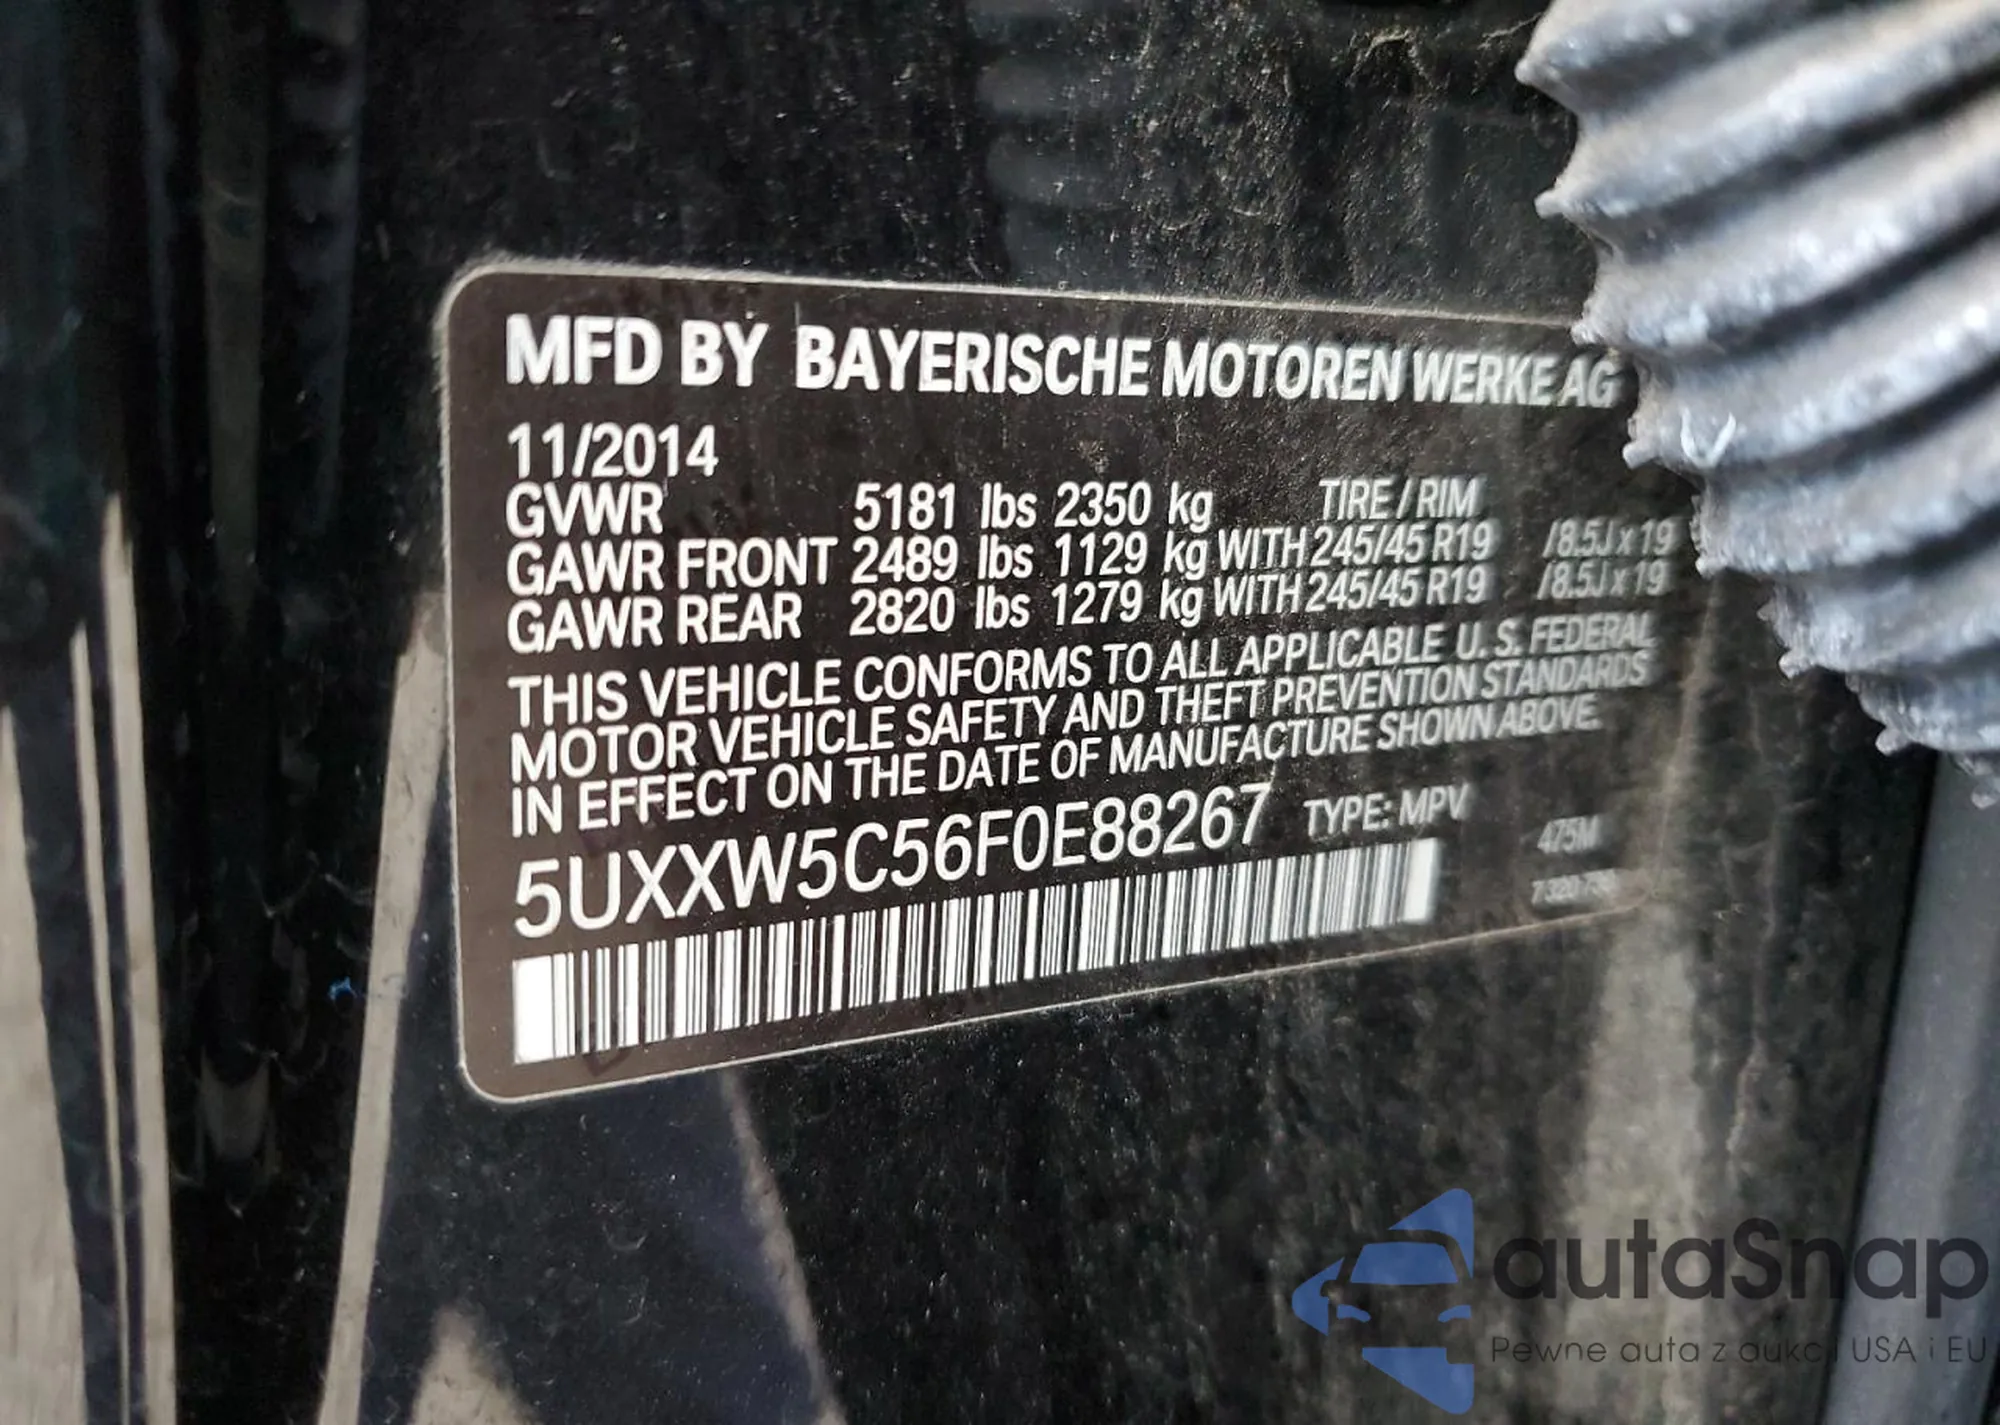 MFD BY BAYERISCHE MOTOREN WERKE AG
11/2014
GVWR 5181 lbs 2350 kg TIRE / RIM
GAWR FRONT 2489 lbs 1129 kg WITH 245/45 R19 /8.5J x 19
GAWR REAR 2820 lbs 1279 kg WITH 245/45 R19 /8.5J x 19
THIS VEHICLE CONFORMS TO ALL APPLICABLE U. S. FEDERAL
MOTOR VEHICLE SAFETY AND THEFT PREVENTION STANDARDS
IN EFFECT ON THE DATE OF MANUFACTURE SHOWN ABOVE.
5UXXW5C56F0E88267 TYPE: MPV
475M
autaSnap
Pewne auta z aukcji USA i EU